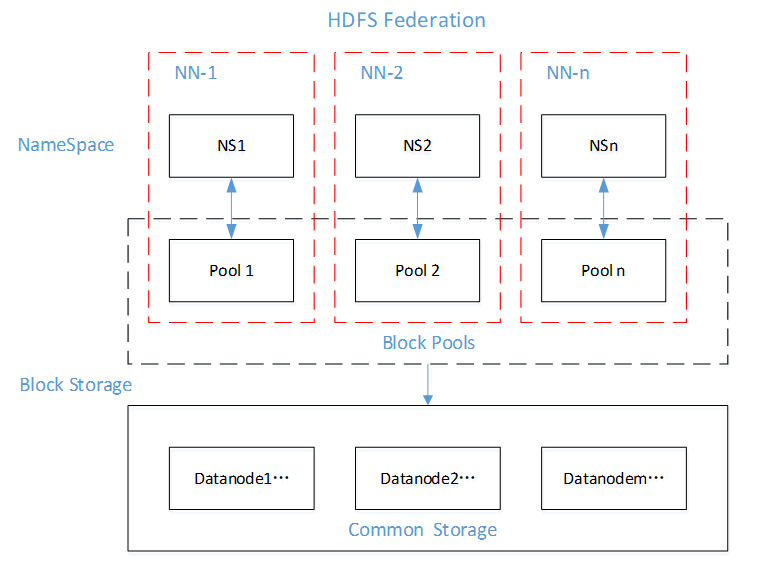 HDFS Federation
NN-1
NN-2
NN-n
NameSpace
NS1
NS2
NSn
Pool 1
Pool 2
Pool n
Block Pools
Block Storage
Datanode1⋯
Datanode2⋯
Datanodem⋯
Common Storage